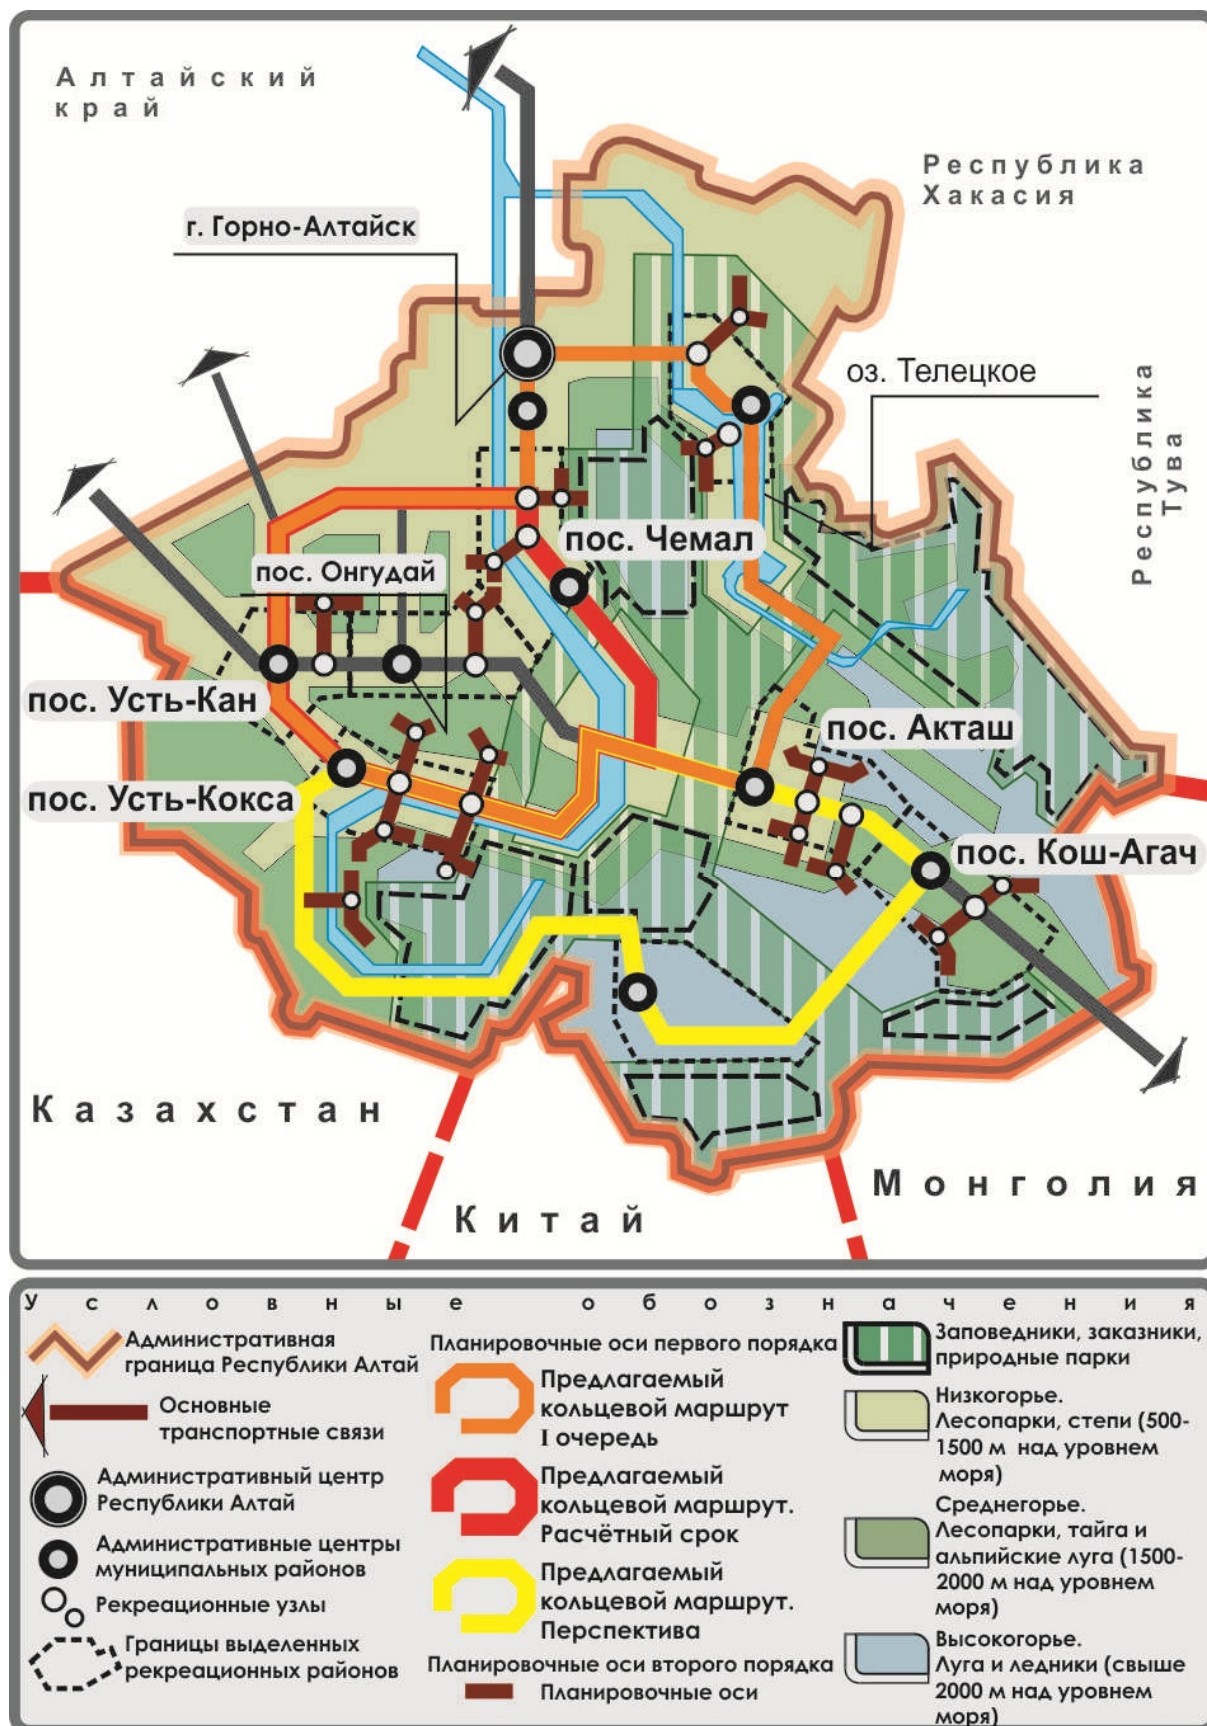 Алтайский
край
Республика
Хакасия
г. Горно-Алтайск
оз. Телецкое
Республика
Тува
пос. Чемал
пос. Онгудай
пос. Усть-Кан
пос. Акташ
пос. Усть-Кокса
пос. Кош-Агач
Казахстан
Монголия
Китай
Условные обозначения
Административная
граница Республики Алтай
Основные
транспортные связи
Административный центр
Республики Алтай
Административные центры
муниципальных районов
Рекреационные узлы
Границы выделенных
рекреационных районов
Планировочные оси первого порядка
Предлагаемый
кольцевой маршрут
I очередь
Предлагаемый
кольцевой маршрут.
Расчётный срок
Предлагаемый
кольцевой маршрут.
Перспектива
Планировочные оси второго порядка
Планировочные оси
Заповедники, заказники,
природные парки
Низкогорье.
Лесопарки, степи (500-
1500 м над уровнем
моря)
Среднегорье.
Лесопарки, тайга и
альпийские луга (1500-
2000 м над уровнем
моря)
Высокогорье.
Луга и ледники (свыше
2000 м над уровнем
моря)